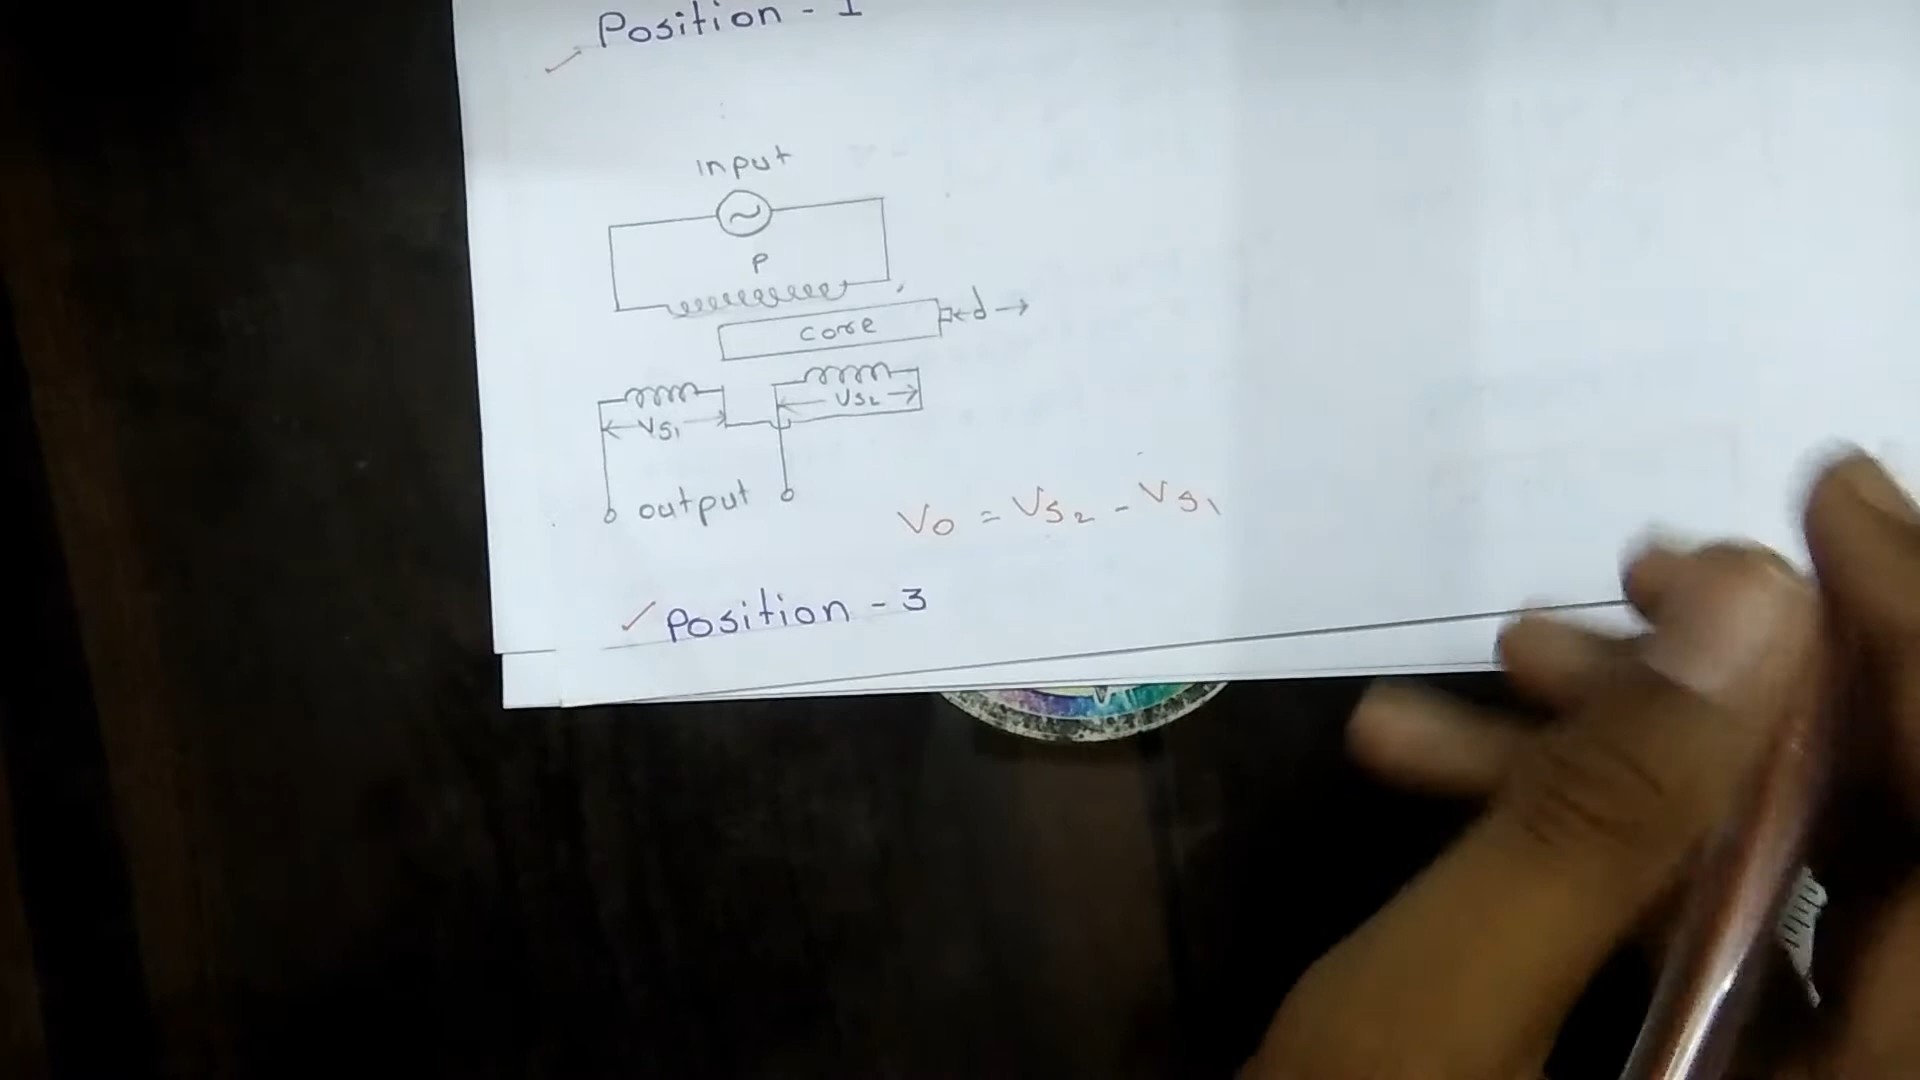 Position - 1
input
P
core
d
Vs1
Vs2
output
Vo = Vs2 - Vs1
Position - 3